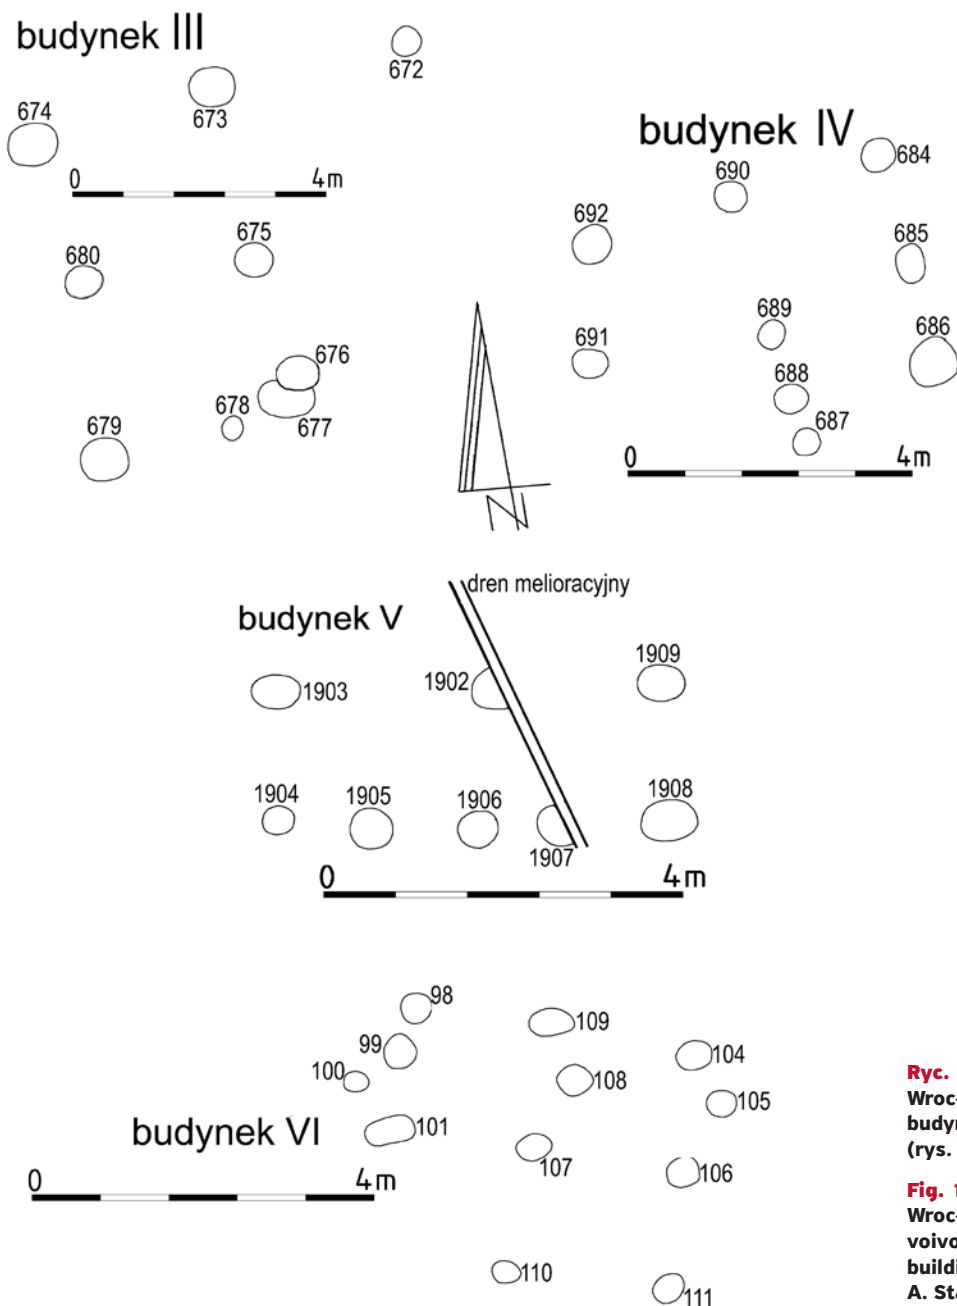 budynek III
672
673
674
0 4m
675
680
676
677
678
679
budynek IV
684
690
692
685
689
686
691
688
687
0 4m
N
dren melioracyjny
budynek V
1903
1902
1909
1904
1905
1906
1907
1908
0 4m
98
99
100
101
109
104
108
105
107
106
110
111
budynek VI
0 4m
Ryc.
Wroc-
budyn
(rys.
Fig. 1
Wroc-
voivo
buildi
A. Sta